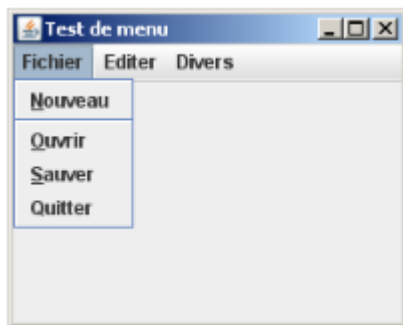 Test de menu
Fichier Editer Divers
Nouveau
Ouvrir
Sauver
Quitter